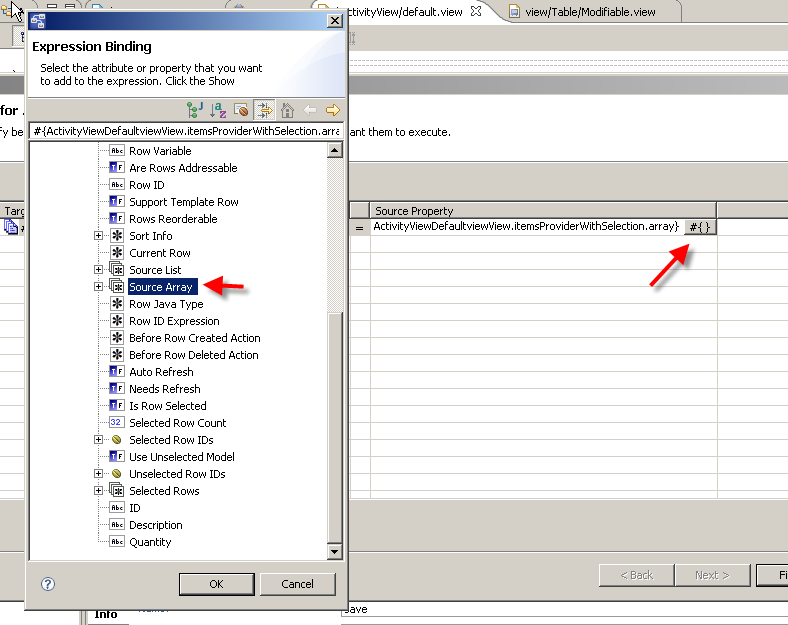 ctivityView/default.view
view/Table/Modifiable.view
Expression Binding
Select the attribute or property that you want
to add to the expression. Click the Show
for
fy be
ant them to execute.
#{ActivityViewDefaultviewView.itemsProviderWithSelection.arra
Row Variable
Are Rows Addressable
Row ID
Support Template Row
Rows Reorderable
Sort Info
Current Row
Source List
Source Array
Row Java Type
Row ID Expression
Before Row Created Action
Before Row Deleted Action
Auto Refresh
Needs Refresh
Is Row Selected
Selected Row Count
Selected Row IDs
Use Unselected Model
Unselected Row IDs
Selected Rows
ID
Description
Quantity
Targ
Source Property
= ActivityViewDefaultviewView.itemsProviderWithSelection.array} #{}
OK
Cancel
< Back
Next >
Fi
Info
save